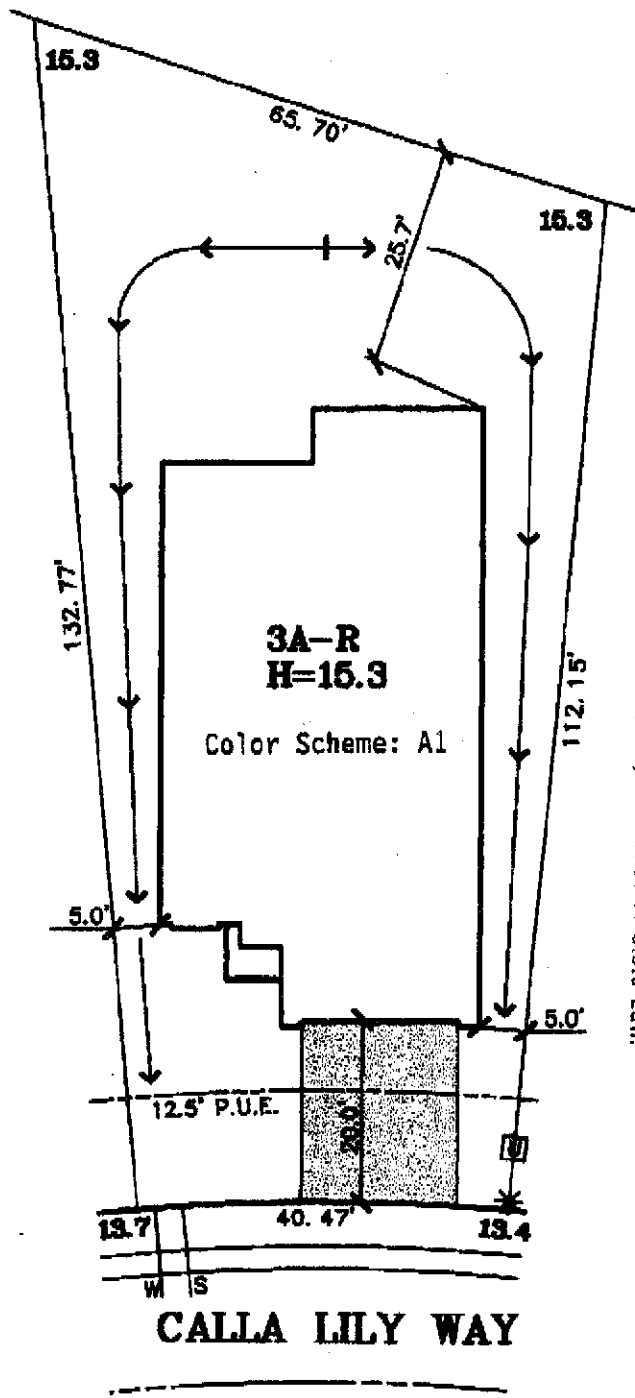 15.3
65.70'
15.3
25.7'
132.77'
3A-R
H=15.3
Color Scheme: A1
112.15'
5.0'
5.0'
12.5' P.U.E.
20.0'
U
13.7
40.47'
13.4
W S
CALLA LILY WAY